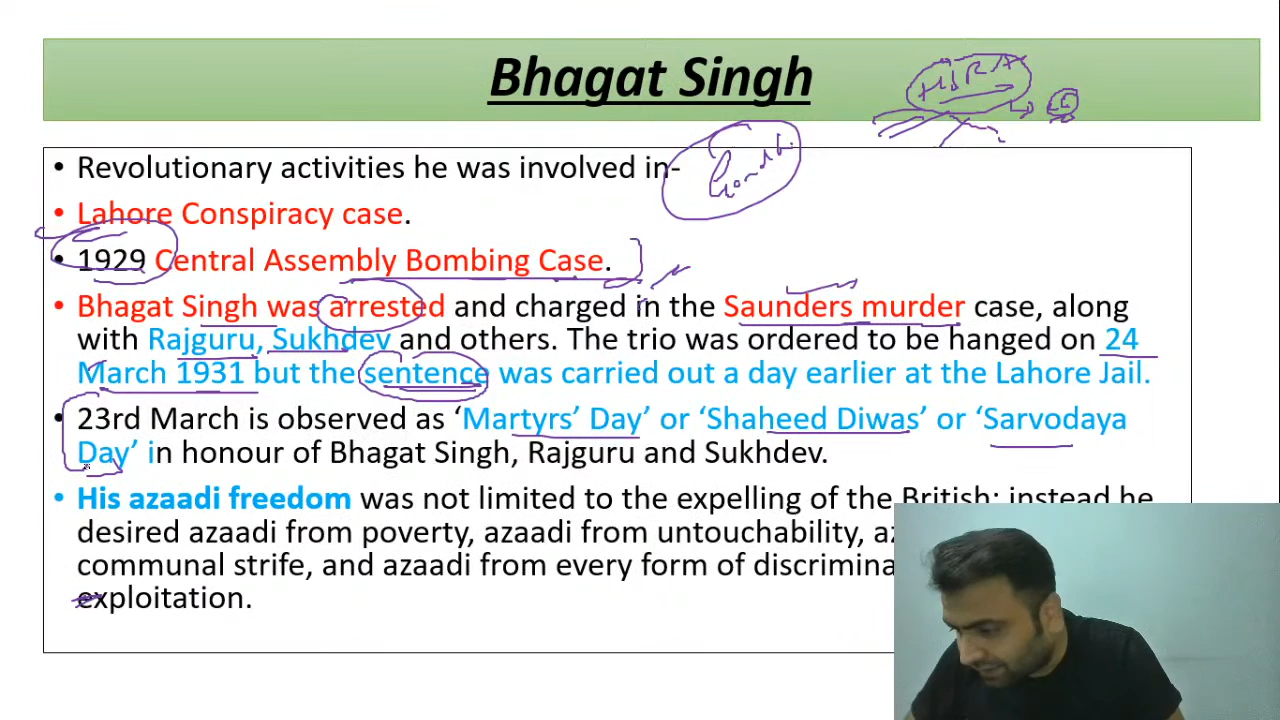 Bhagat Singh
HSRA
Gandhi
• Revolutionary activities he was involved in-
• Lahore Conspiracy case.
• 1929 Central Assembly Bombing Case.
• Bhagat Singh was arrested and charged in the Saunders murder case, along
with Rajguru, Sukhdev and others. The trio was ordered to be hanged on 24
March 1931 but the sentence was carried out a day earlier at the Lahore Jail.
• 23rd March is observed as ‘Martyrs’ Day’ or ‘Shaheed Diwas’ or ‘Sarvodaya
Day’ in honour of Bhagat Singh, Rajguru and Sukhdev.
• His azaadi freedom was not limited to the expelling of the British; instead he
desired azaadi from poverty, azaadi from untouchability,
communal strife, and azaadi from every form of
exploitation.